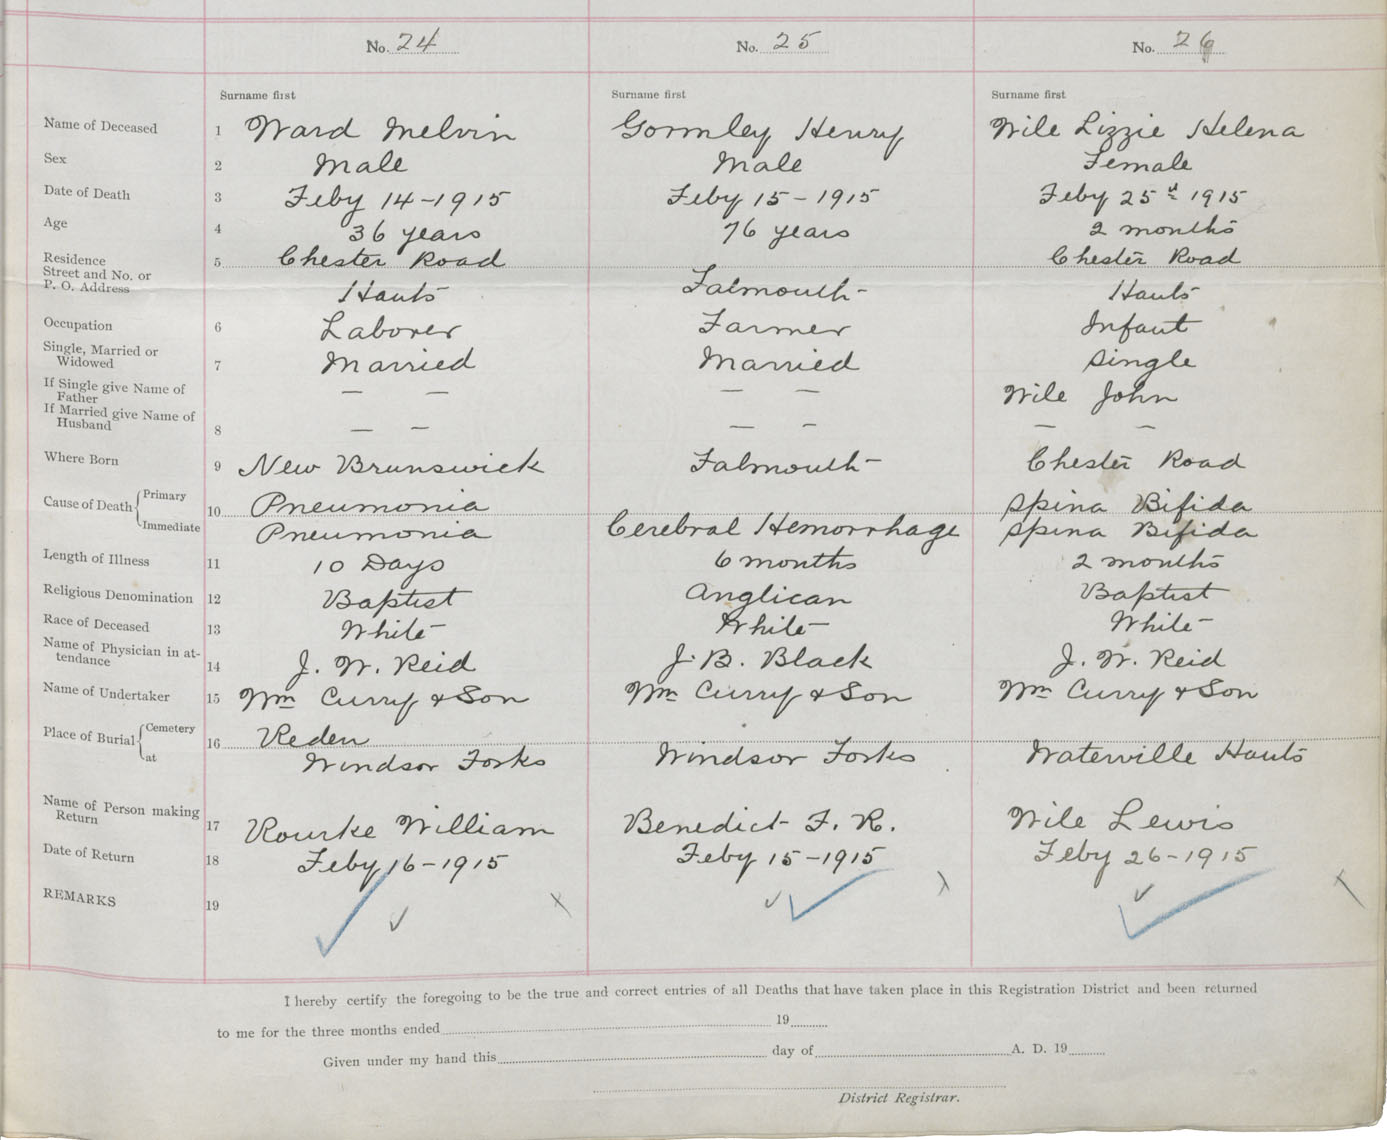 No. 24 No. 25 No. 26
Surname first Surname first Surname first
Name of Deceased 1 Ward Melvin Gormley Henry Wile Lizzie Helena
Sex 2 Male Male Female
Date of Death 3 Feby 14-1915 Feby 15-1915 Feby 25th 1915
Age 4 36 years 76 years 2 months
Residence 5 Chester Road Chester Road
Street and No. or
P. O. Address Hants Falmouth Hants
Occupation 6 Laborer Farmer Infant
Single, Married or
Widowed 7 Married Married Single
If Single give Name of
Father — — — — Wile John
If Married give Name of
Husband 8 — — — — — —
Where Born 9 New Brunswick Falmouth Chester Road
Cause of Death { Primary 10 Pneumonia Spina Bifida
Immediate Pneumonia Cerebral Hemorrhage Spina Bifida
Length of Illness 11 10 Days 6 months 2 months
Religious Denomination 12 Baptist Anglican Baptist
Race of Deceased 13 White White White
Name of Physician in at-
tendance 14 J. W. Reid J. B. Black J. W. Reid
Name of Undertaker 15 Wm Curry & Son Wm Curry & Son Wm Curry & Son
Place of Burial { Cemetery 16 Reden
at Windsor Forks Windsor Forks Waterville Hants
Name of Person making
Return 17 Rourke William Benedict F. R. Wile Lewis
Date of Return 18 Feby 16-1915 Feby 15-1915 Feby 26-1915
REMARKS 19
I hereby certify the foregoing to be the true and correct entries of all Deaths that have taken place in this Registration District and been returned
to me for the three months ended 19
Given under my hand this day of A. D. 19
District Registrar.